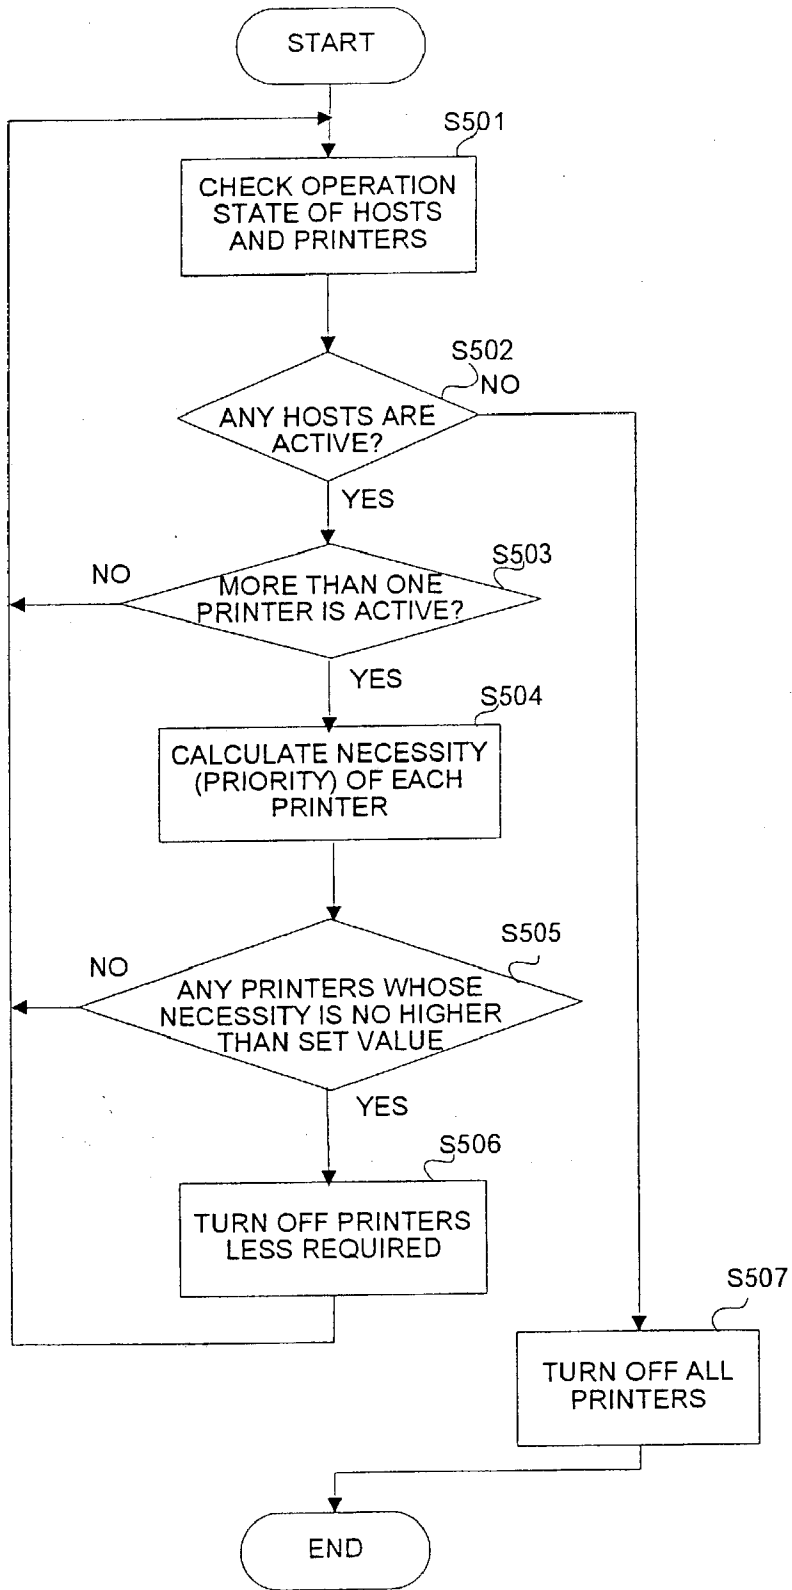 START
S501
CHECK OPERATION
STATE OF HOSTS
AND PRINTERS
S502
NO
ANY HOSTS ARE
ACTIVE?
YES
S503
NO
MORE THAN ONE
PRINTER IS ACTIVE?
YES
S504
CALCULATE NECESSITY
(PRIORITY) OF EACH
PRINTER
S505
NO
ANY PRINTERS WHOSE
NECESSITY IS NO HIGHER
THAN SET VALUE
YES
S506
TURN OFF PRINTERS
LESS REQUIRED
S507
TURN OFF ALL
PRINTERS
END